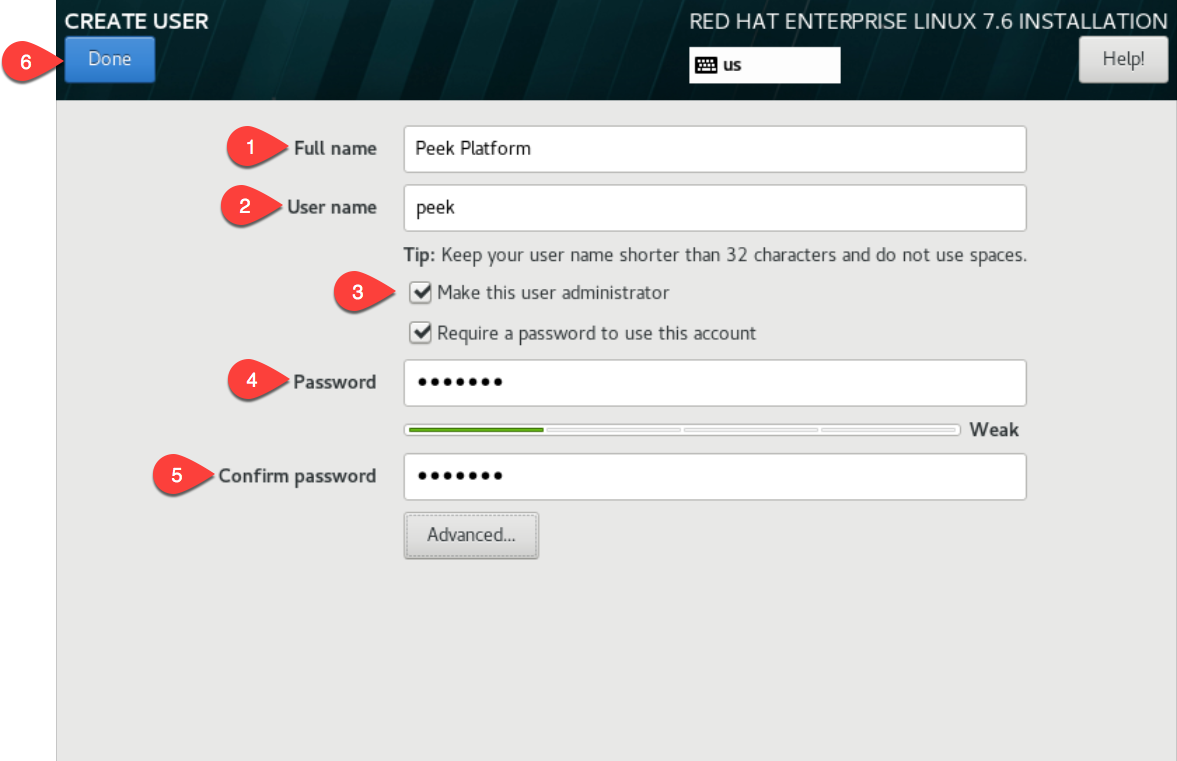 CREATE USER
RED HAT ENTERPRISE LINUX 7.6 INSTALLATION
6
Done
us
Help!
1
Full name
Peek Platform
2
User name
peek
Tip: Keep your user name shorter than 32 characters and do not use spaces.
3
Make this user administrator
Require a password to use this account
4
Password
•••••••
Weak
5
Confirm password
•••••••
Advanced...